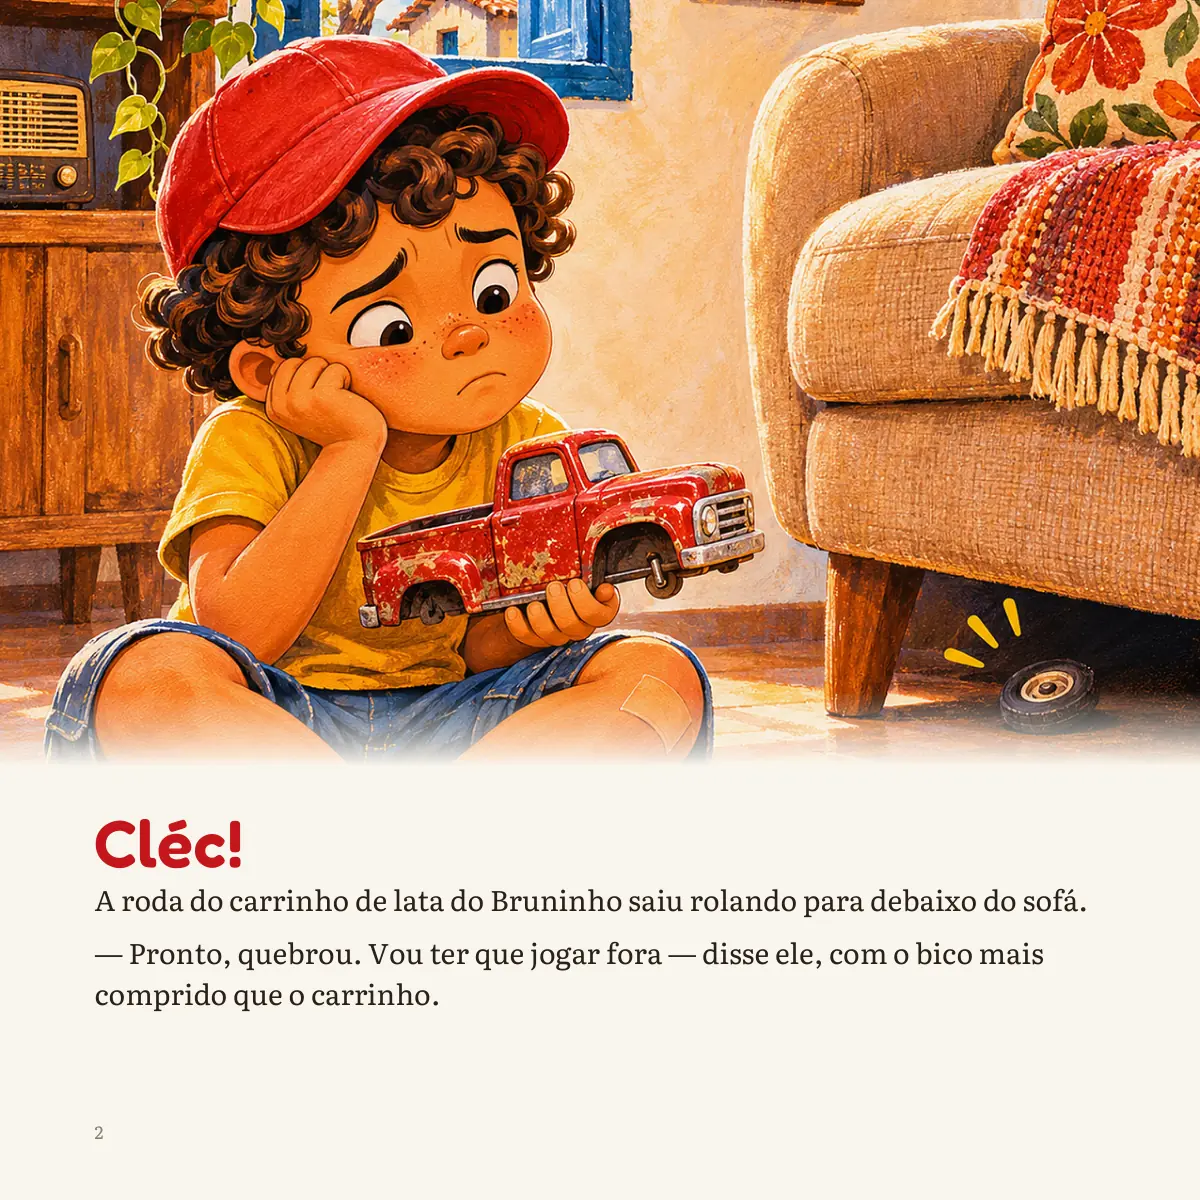 Cléc!
A roda do carrinho de lata do Bruninho saiu rolando para debaixo do sofá.
— Pronto, quebrou. Vou ter que jogar fora — disse ele, com o bico mais
comprido que o carrinho.
2